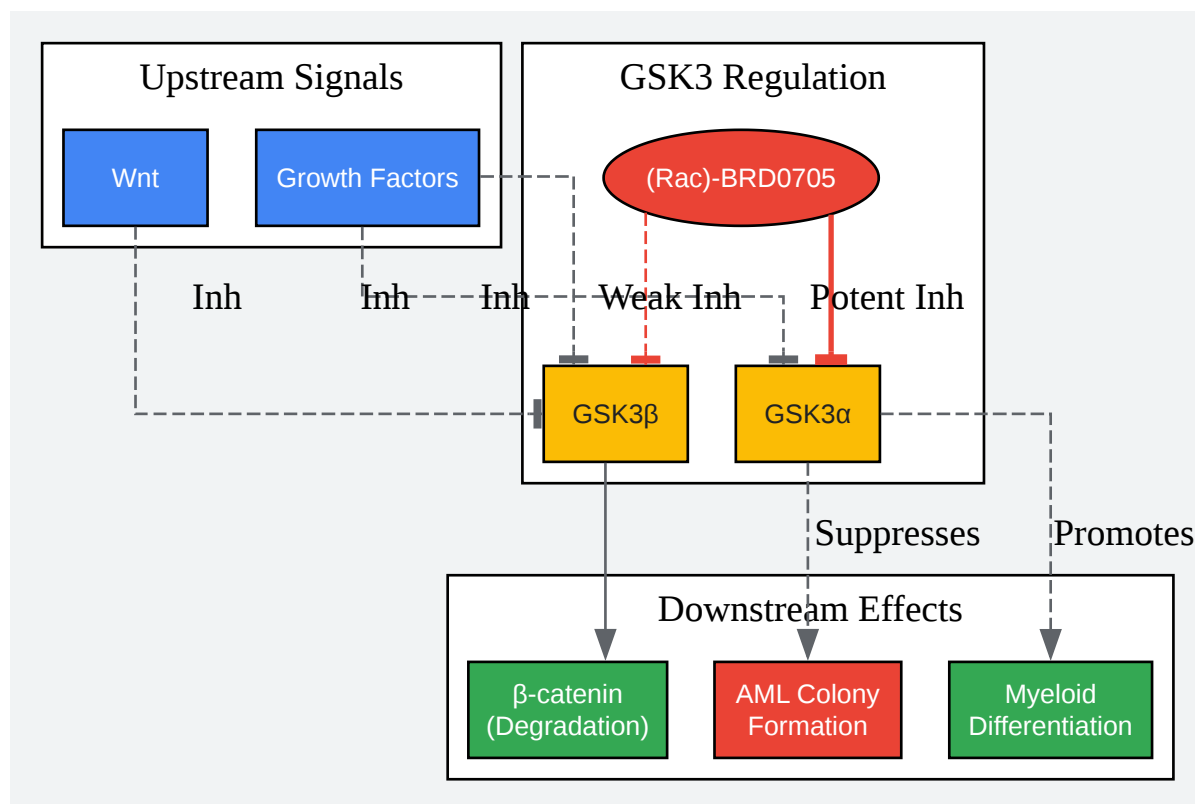 Upstream Signals
GSK3 Regulation
Wnt
Growth Factors
(Rac)-BRD0705
Inh
Inh
Inh
Weak Inh
Potent Inh
GSK3β
GSK3α
Suppresses
Promotes
Downstream Effects
β-catenin
(Degradation)
AML Colony
Formation
Myeloid
Differentiation